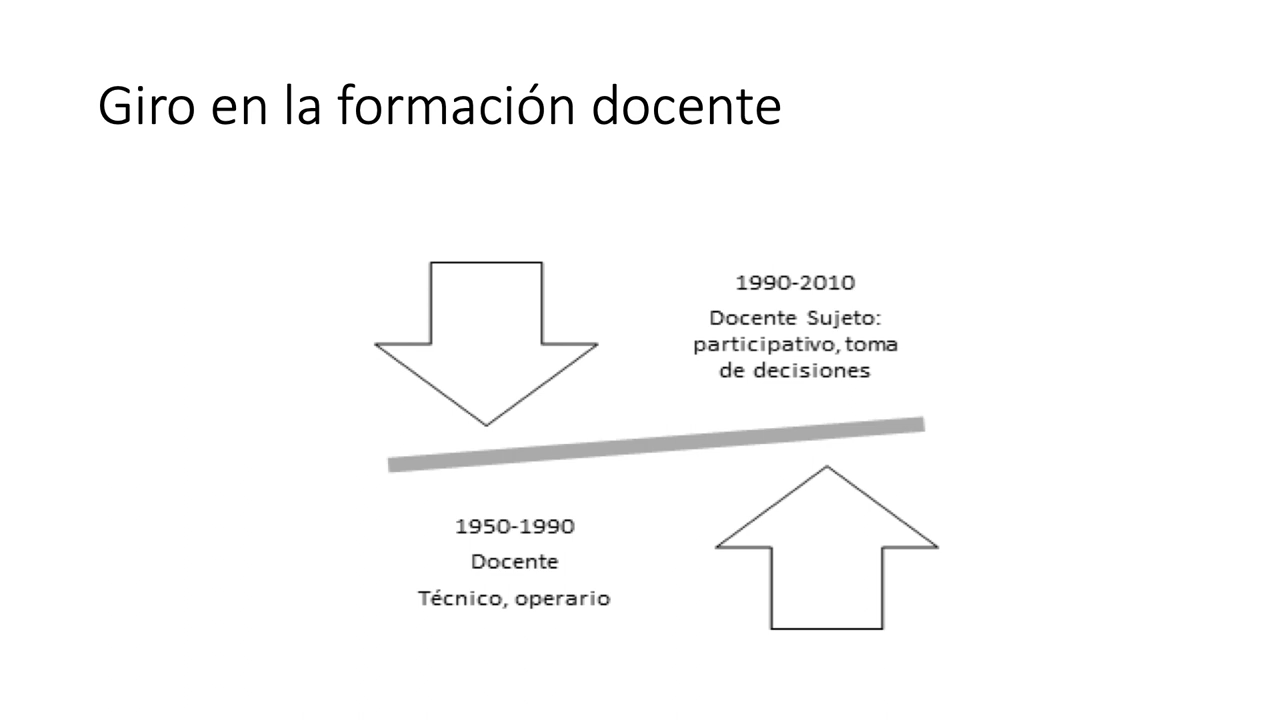 Giro en la formación docente
1990-2010
Docente Sujeto:
participativo, toma
de decisiones
1950-1990
Docente
Técnico, operario